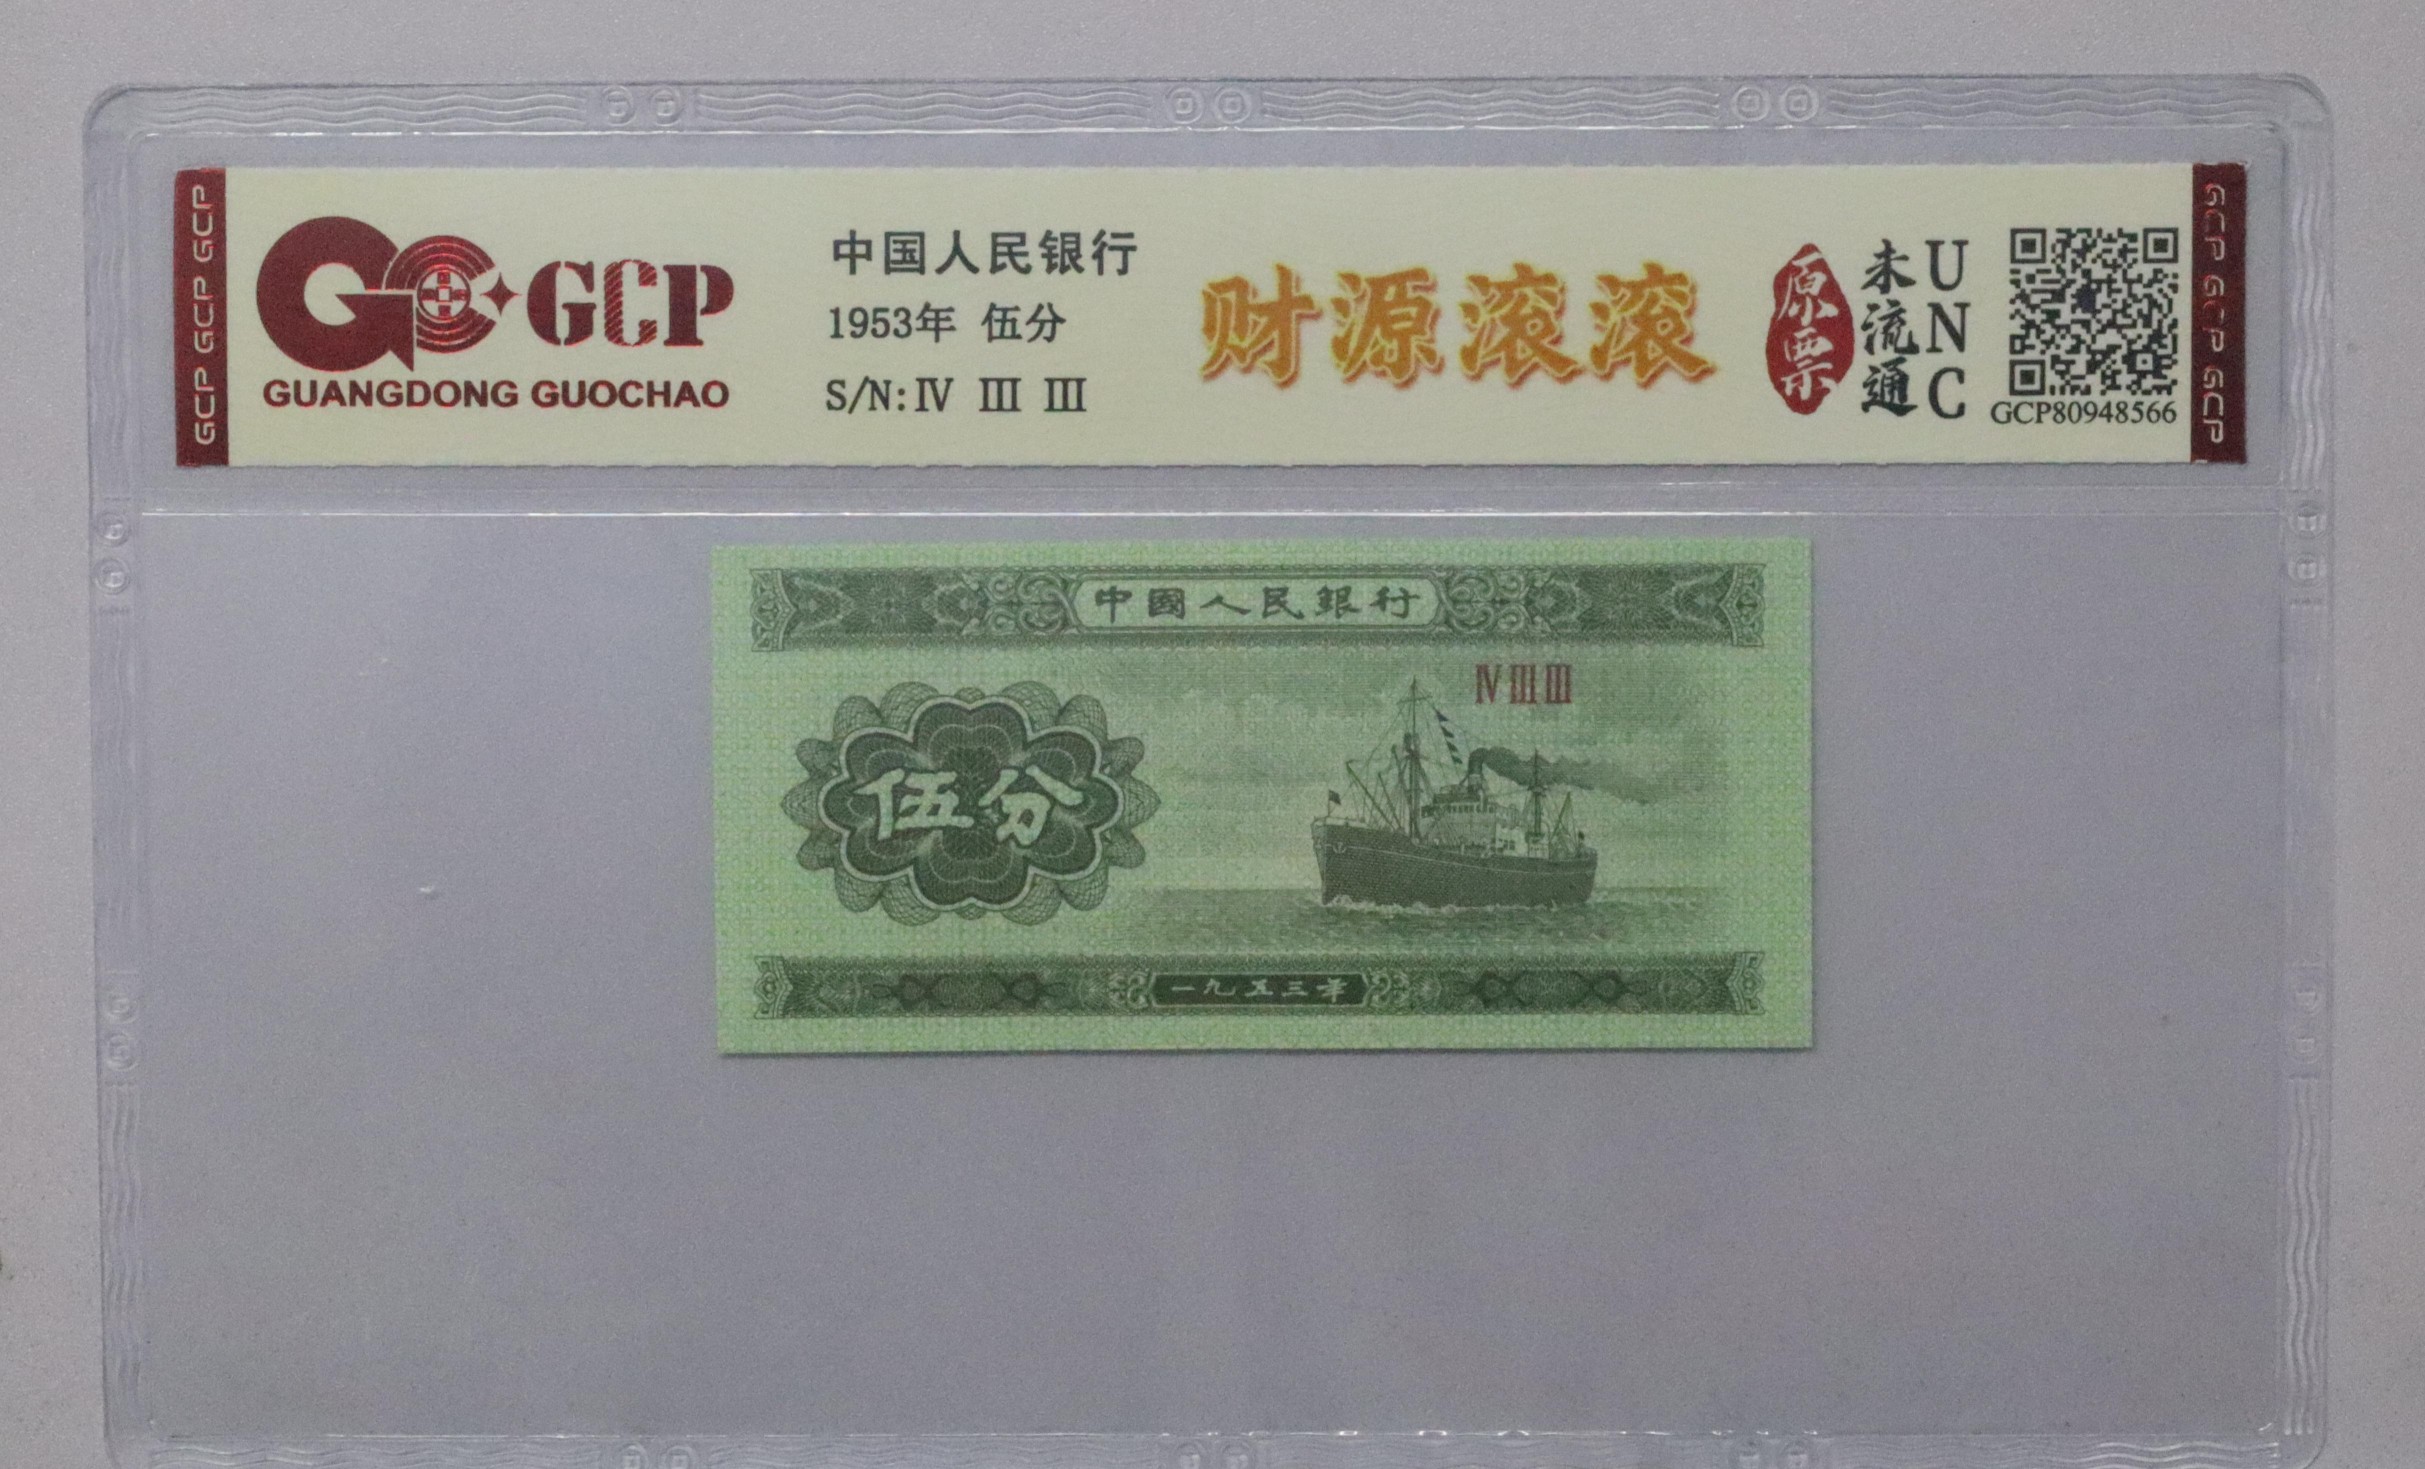 GCP GCP GCP
GCP
GUANGDONG GUOCHAO
中国人民银行
1953年 伍分
S/N: IV III III
财源滚滚
原票
未流通
UNC
GCP80948566
GCP GCP GCP
中國人民銀行
IV III III
伍分
一九五三年